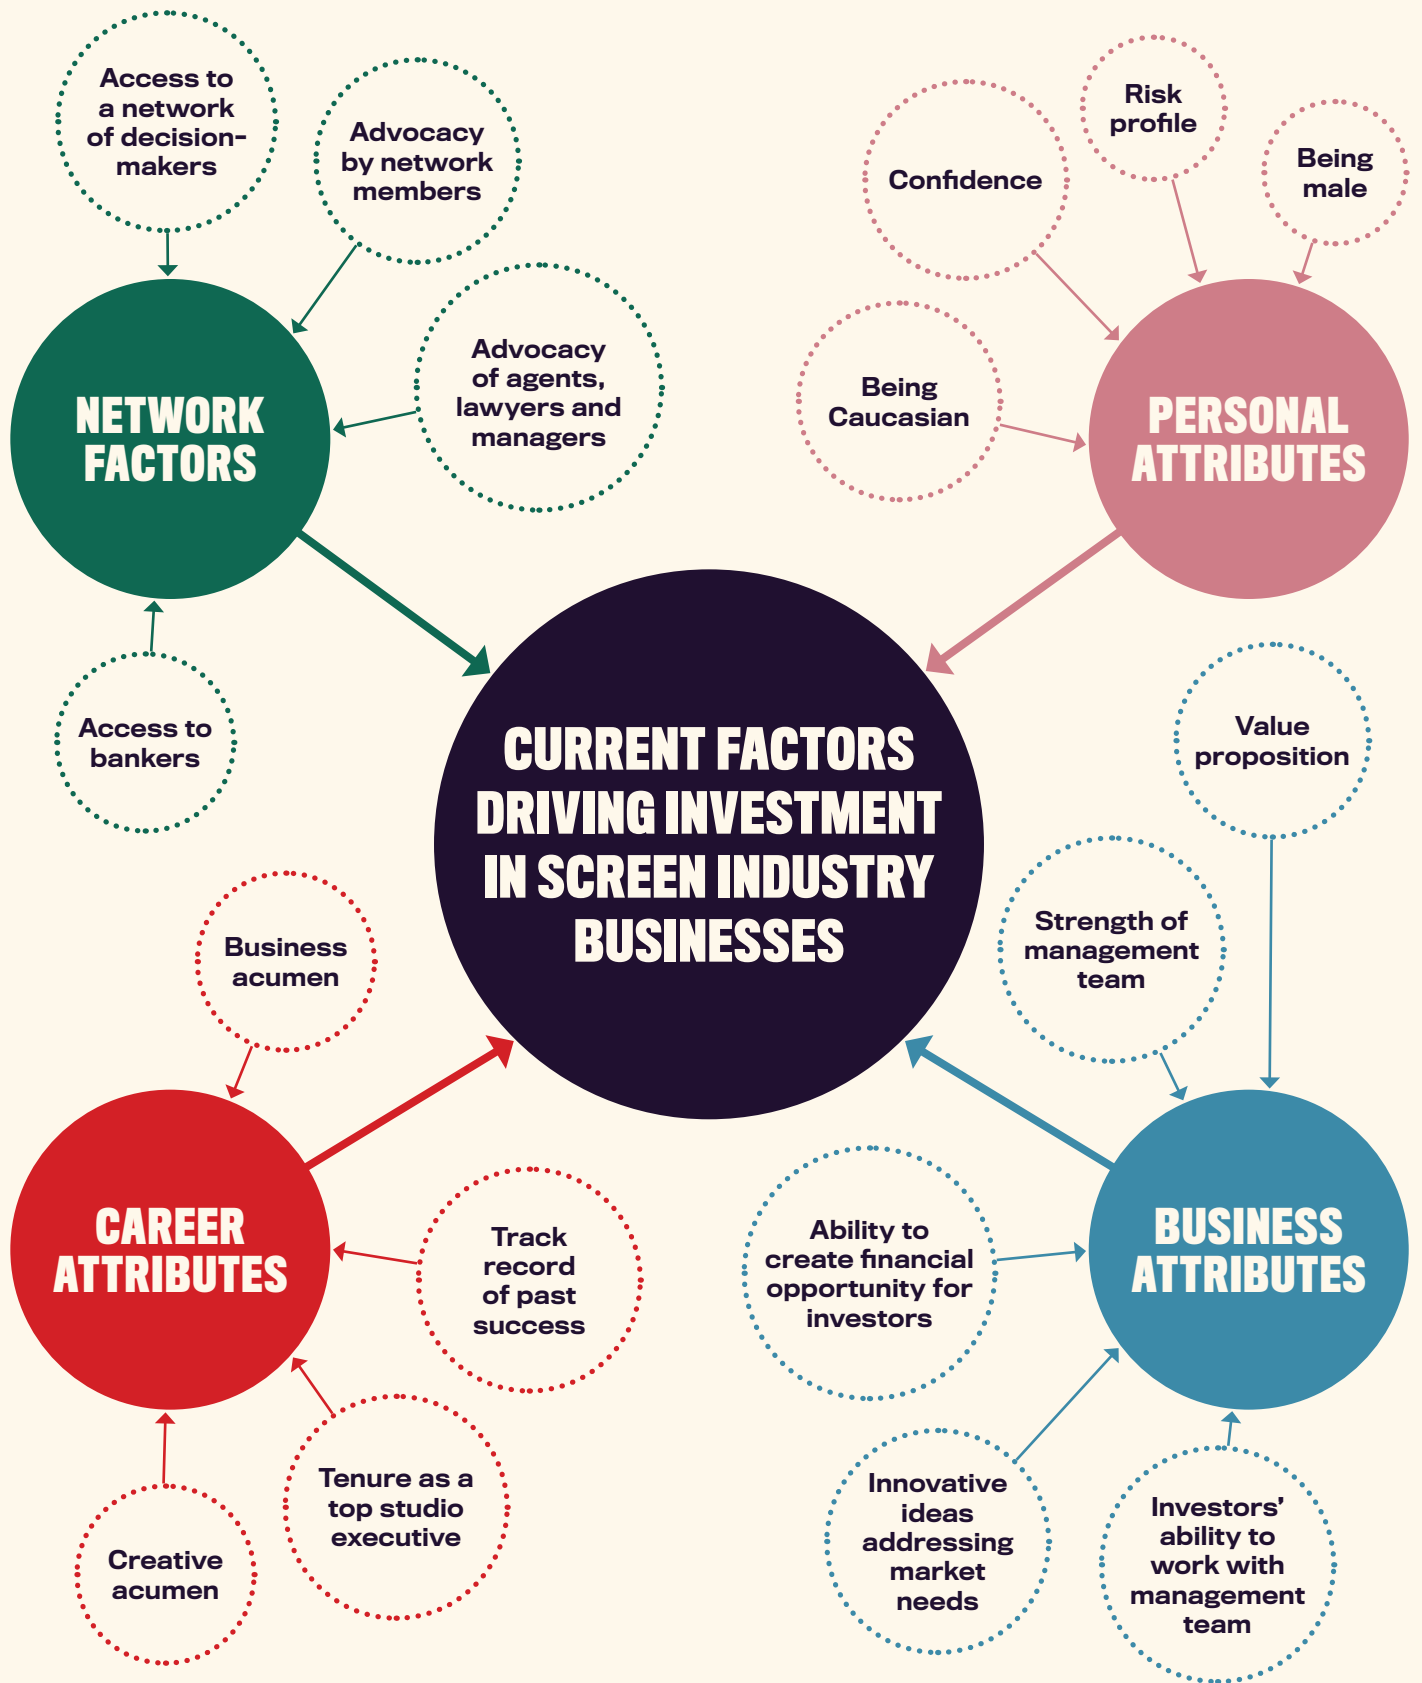 Access to
a network
of decision-
makers
Advocacy
by network
members
Advocacy
of agents,
lawyers and
managers
NETWORK
FACTORS
Access to
bankers
Confidence
Risk
profile
Being
male
Being
Caucasian
PERSONAL
ATTRIBUTES
CURRENT FACTORS
DRIVING INVESTMENT
IN SCREEN INDUSTRY
BUSINESSES
Business
acumen
CAREER
ATTRIBUTES
Track
record
of past
success
Tenure as a
top studio
executive
Creative
acumen
Value
proposition
Strength of
management
team
BUSINESS
ATTRIBUTES
Ability to
create financial
opportunity for
investors
Innovative
ideas
addressing
market
needs
Investors’
ability to
work with
management
team